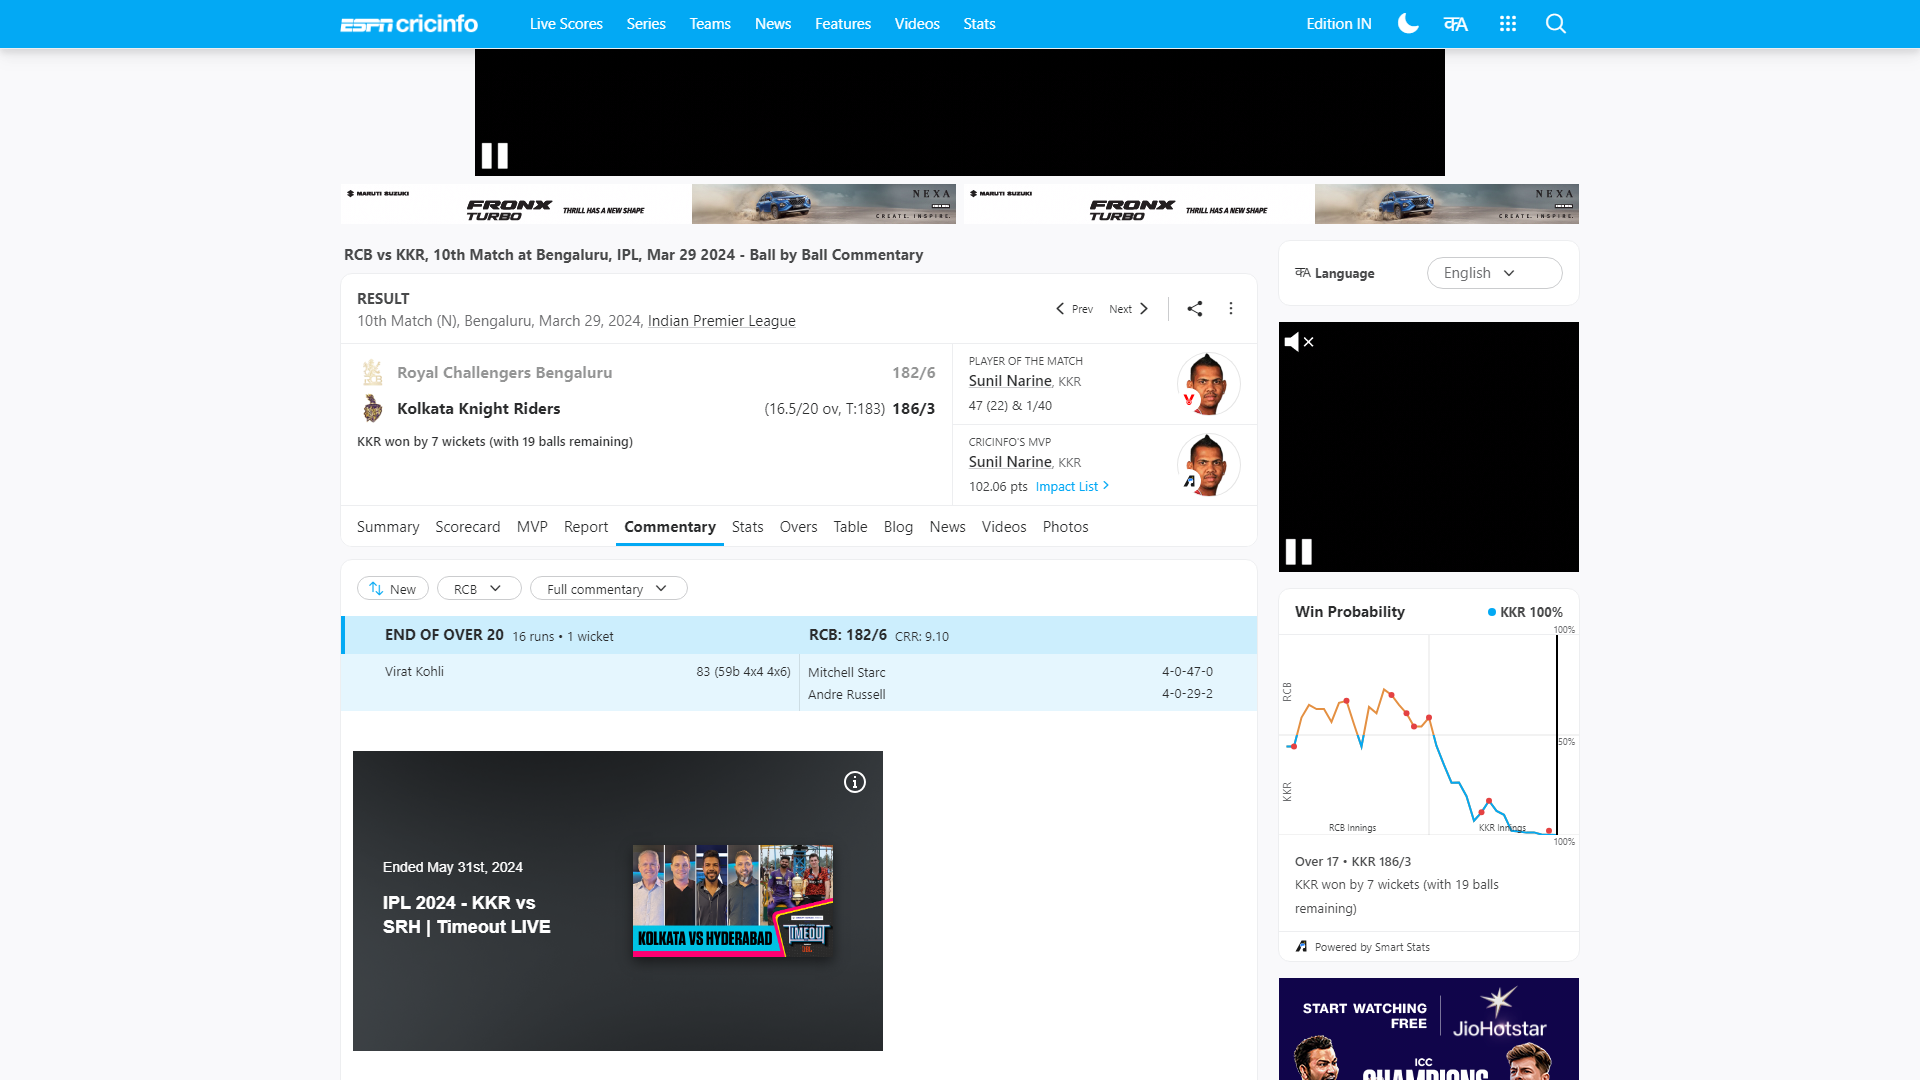 ESPN cricinfo
Live Scores
Series
Teams
News
Features
Videos
Stats
Edition IN
क A
MARUTI SUZUKI
FRONX
TURBO
THRILL HAS A NEW SHAPE
NEXA
CREATE. INSPIRE.
MARUTI SUZUKI
FRONX
TURBO
THRILL HAS A NEW SHAPE
NEXA
CREATE. INSPIRE.
RCB vs KKR, 10th Match at Bengaluru, IPL, Mar 29 2024 - Ball by Ball Commentary
RESULT
10th Match (N), Bengaluru, March 29, 2024, Indian Premier League
Prev
Next
Royal Challengers Bengaluru
182/6
Kolkata Knight Riders
(16.5/20 ov, T:183) 186/3
KKR won by 7 wickets (with 19 balls remaining)
PLAYER OF THE MATCH
Sunil Narine, KKR
47 (22) & 1/40
CRICINFO'S MVP
Sunil Narine, KKR
102.06 pts
Impact List
Summary
Scorecard
MVP
Report
Commentary
Stats
Overs
Table
Blog
News
Videos
Photos
New
RCB
Full commentary
END OF OVER 20
16 runs • 1 wicket
RCB: 182/6
CRR: 9.10
Virat Kohli
83 (59b 4x4 4x6)
Mitchell Starc
4-0-47-0
Andre Russell
4-0-29-2
Ended May 31st, 2024
IPL 2024 - KKR vs
SRH | Timeout LIVE
KOLKATA VS HYDERABAD
TIMEOUT
क A Language
English
Win Probability
KKR 100%
100%
RCB
50%
KKR
RCB Innings
KKR Innings
100%
Over 17 • KKR 186/3
KKR won by 7 wickets (with 19 balls
remaining)
Powered by Smart Stats
START WATCHING
FREE
JioHotstar
ICC
CHAMPIONS